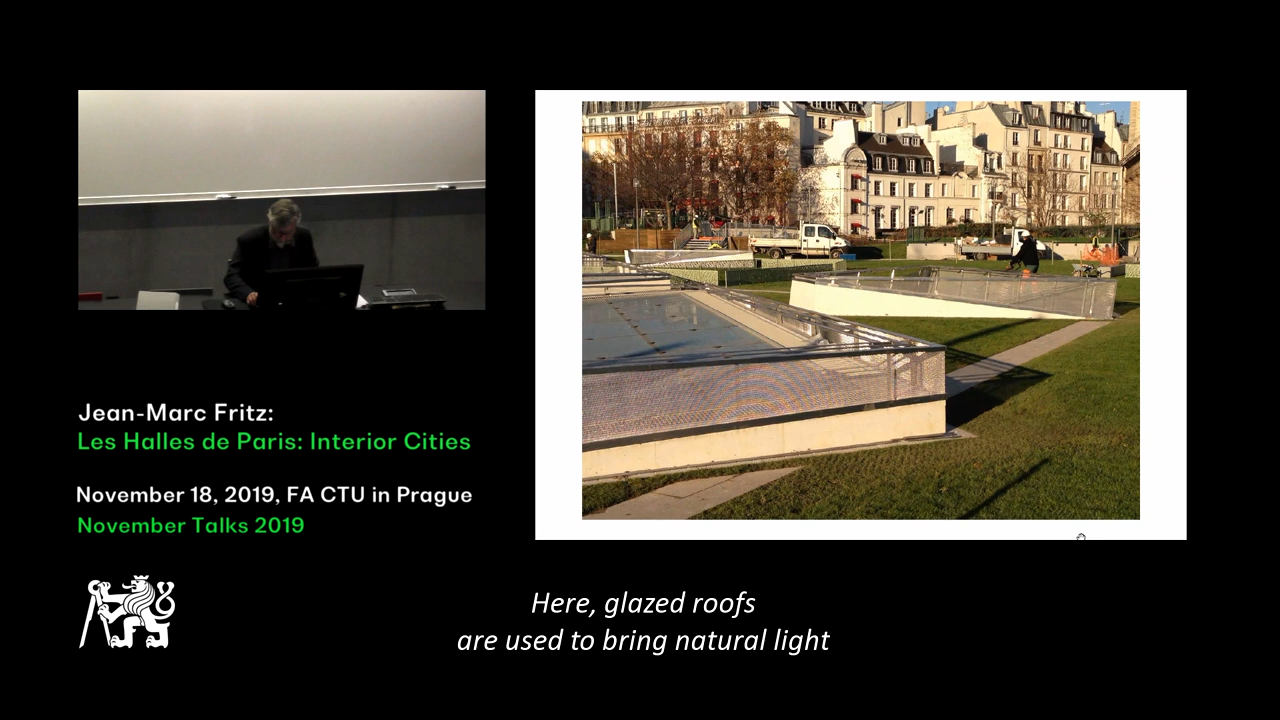 Jean-Marc Fritz:
Les Halles de Paris: Interior Cities
November 18, 2019, FA CTU in Prague
November Talks 2019
Here, glazed roofs
are used to bring natural light